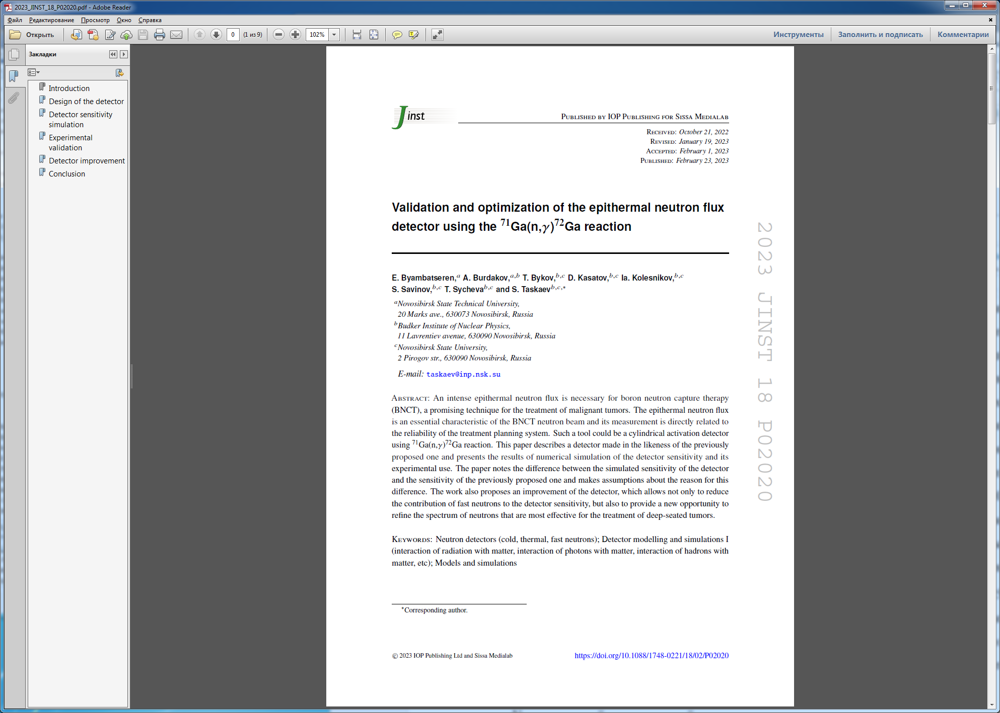 2023_JINST_18_P02020.pdf - Adobe Reader
Файл Редактирование Просмотр Окно Справка
Открыть 0 (1 из 9) 102% Инструменты Заполнить и подписать Комментарии
Закладки
Introduction
Design of the detector
Detector sensitivity
simulation
Experimental
validation
Detector improvement
Conclusion
Jinst
Published by IOP Publishing for Sissa Medialab
Received: October 21, 2022
Revised: January 19, 2023
Accepted: February 1, 2023
Published: February 23, 2023
Validation and optimization of the epithermal neutron flux
detector using the ⁷¹Ga(n,γ)⁷²Ga reaction
E. Byambatseren,ᵃ A. Burdakov,ᵃ,ᵇ T. Bykov,ᵇ,ᶜ D. Kasatov,ᵇ,ᶜ Ia. Kolesnikov,ᵇ,ᶜ
S. Savinov,ᵇ,ᶜ T. Sychevaᵇ,ᶜ and S. Taskaevᵇ,ᶜ,*
ᵃNovosibirsk State Technical University,
20 Marks ave., 630073 Novosibirsk, Russia
ᵇBudker Institute of Nuclear Physics,
11 Lavrentiev avenue, 630090 Novosibirsk, Russia
ᶜNovosibirsk State University,
2 Pirogov str., 630090 Novosibirsk, Russia
E-mail: taskaev@inp.nsk.su
Abstract: An intense epithermal neutron flux is necessary for boron neutron capture therapy
(BNCT), a promising technique for the treatment of malignant tumors. The epithermal neutron flux
is an essential characteristic of the BNCT neutron beam and its measurement is directly related to
the reliability of the treatment planning system. Such a tool could be a cylindrical activation detector
using ⁷¹Ga(n,γ)⁷²Ga reaction. This paper describes a detector made in the likeness of the previously
proposed one and presents the results of numerical simulation of the detector sensitivity and its
experimental use. The paper notes the difference between the simulated sensitivity of the detector
and the sensitivity of the previously proposed one and makes assumptions about the reason for this
difference. The work also proposes an improvement of the detector, which allows not only to reduce
the contribution of fast neutrons to the detector sensitivity, but also to provide a new opportunity to
refine the spectrum of neutrons that are most effective for the treatment of deep-seated tumors.
Keywords: Neutron detectors (cold, thermal, fast neutrons); Detector modelling and simulations I
(interaction of radiation with matter, interaction of photons with matter, interaction of hadrons with
matter, etc); Models and simulations
*Corresponding author.
© 2023 IOP Publishing Ltd and Sissa Medialab https://doi.org/10.1088/1748-0221/18/02/P02020
2023 JINST 18 P02020